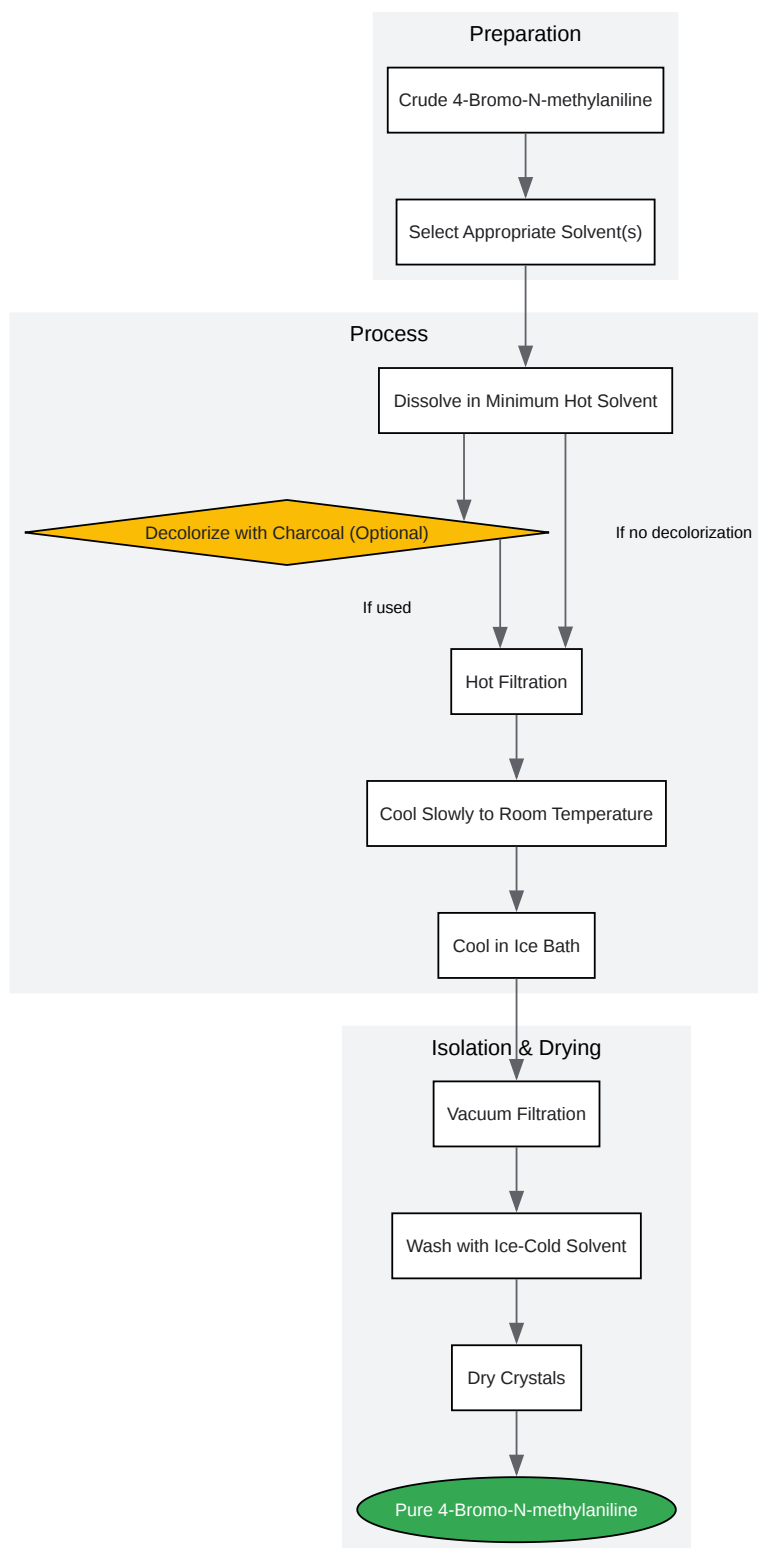 Preparation
Crude 4-Bromo-N-methylaniline
Select Appropriate Solvent(s)
Process
Dissolve in Minimum Hot Solvent
Decolorize with Charcoal (Optional)
If no decolorization
If used
Hot Filtration
Cool Slowly to Room Temperature
Cool in Ice Bath
Isolation & Drying
Vacuum Filtration
Wash with Ice-Cold Solvent
Dry Crystals
Pure 4-Bromo-N-methylaniline